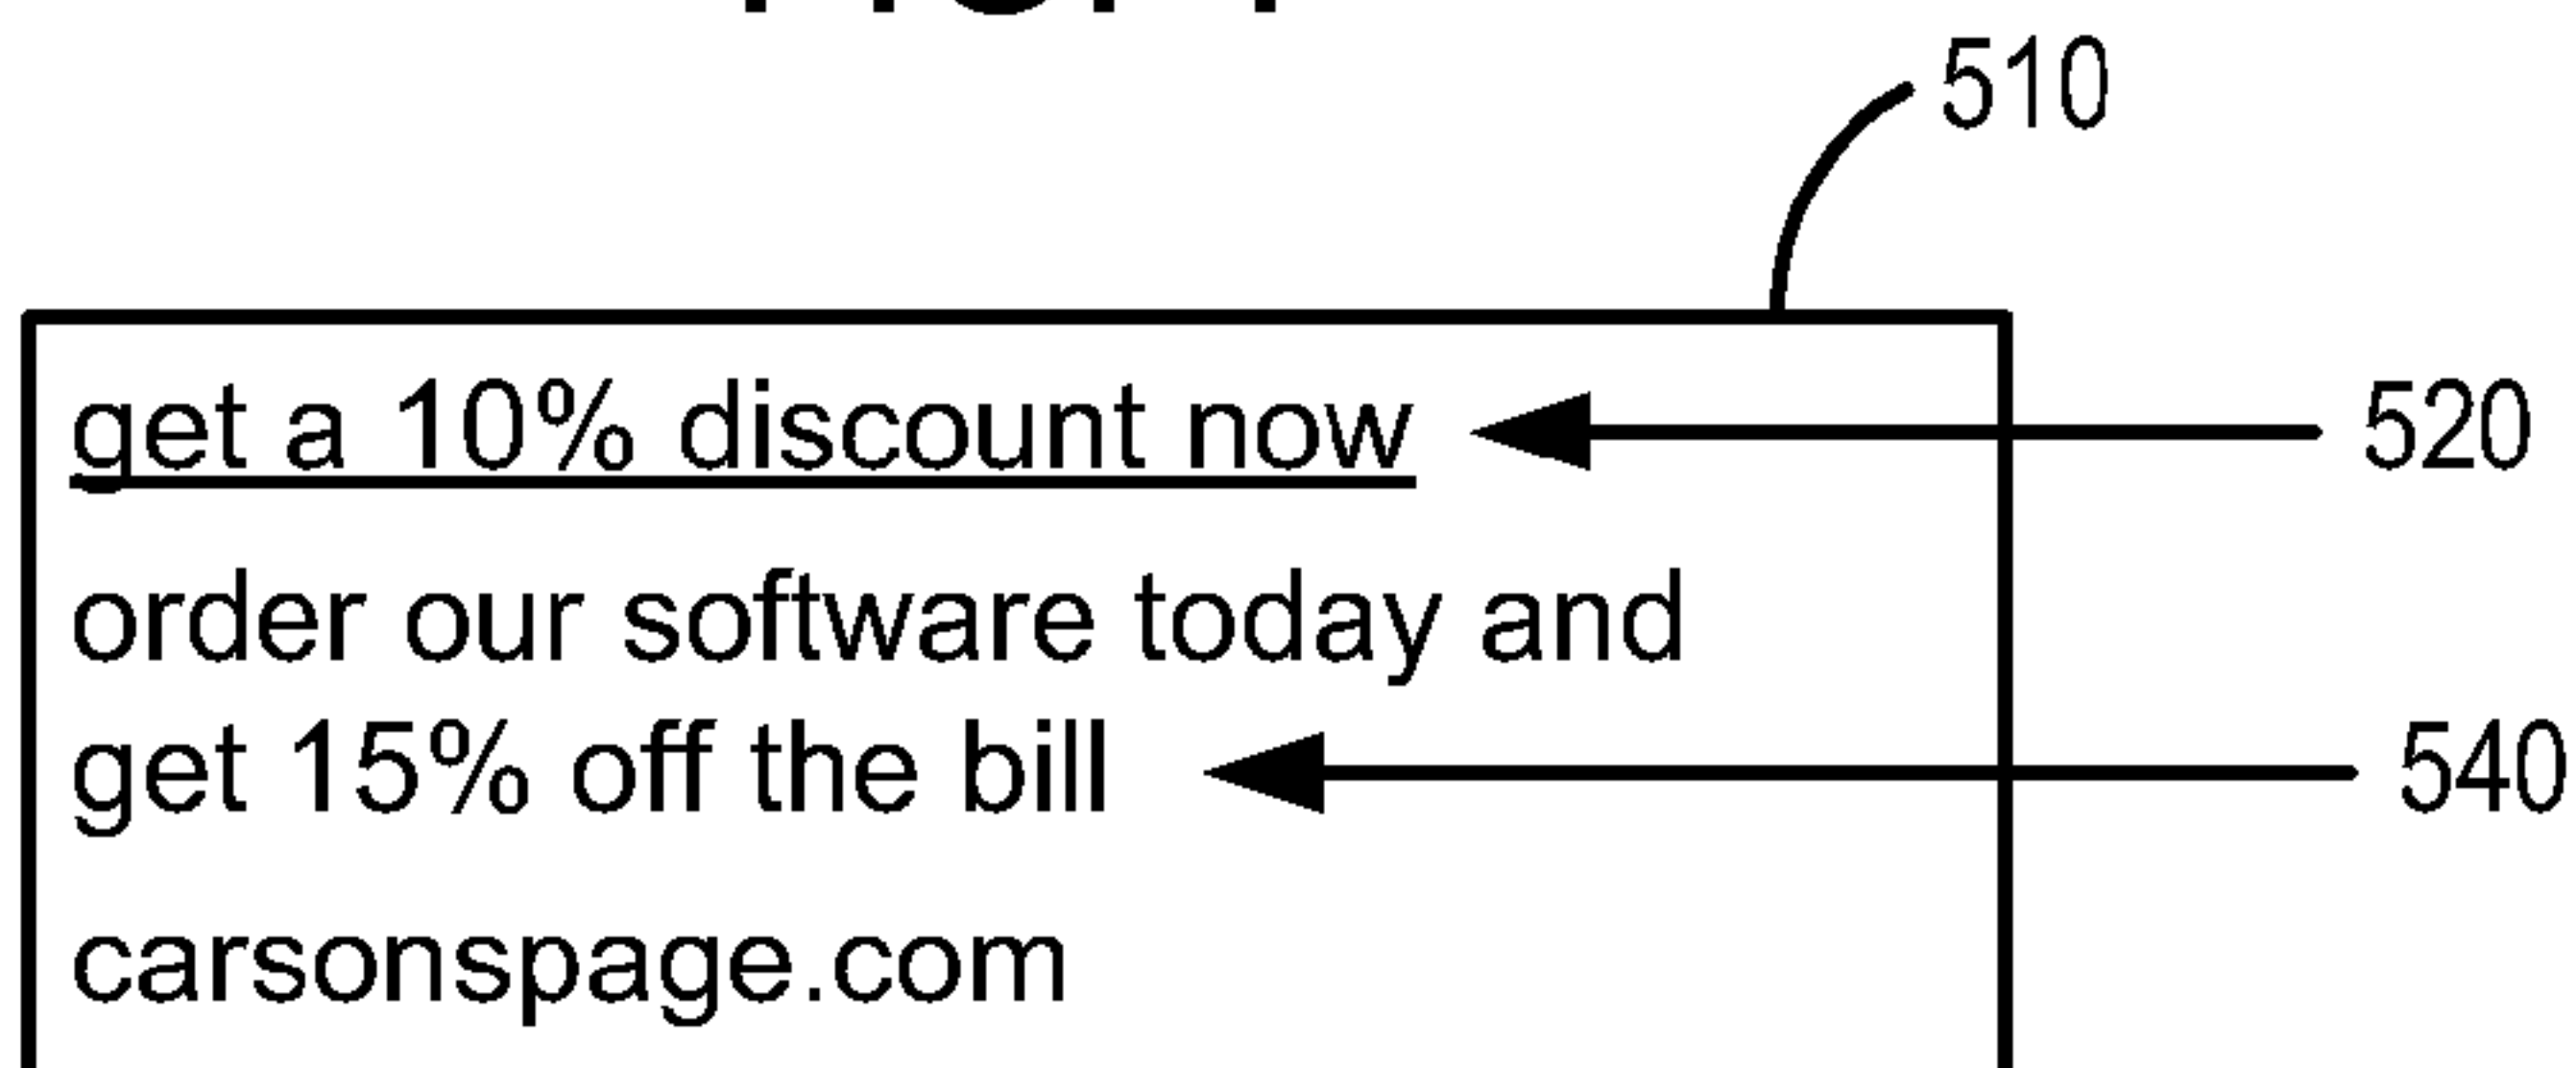 510
get a 10% discount now
520
order our software today and
get 15% off the bill
540
carsonspage.com